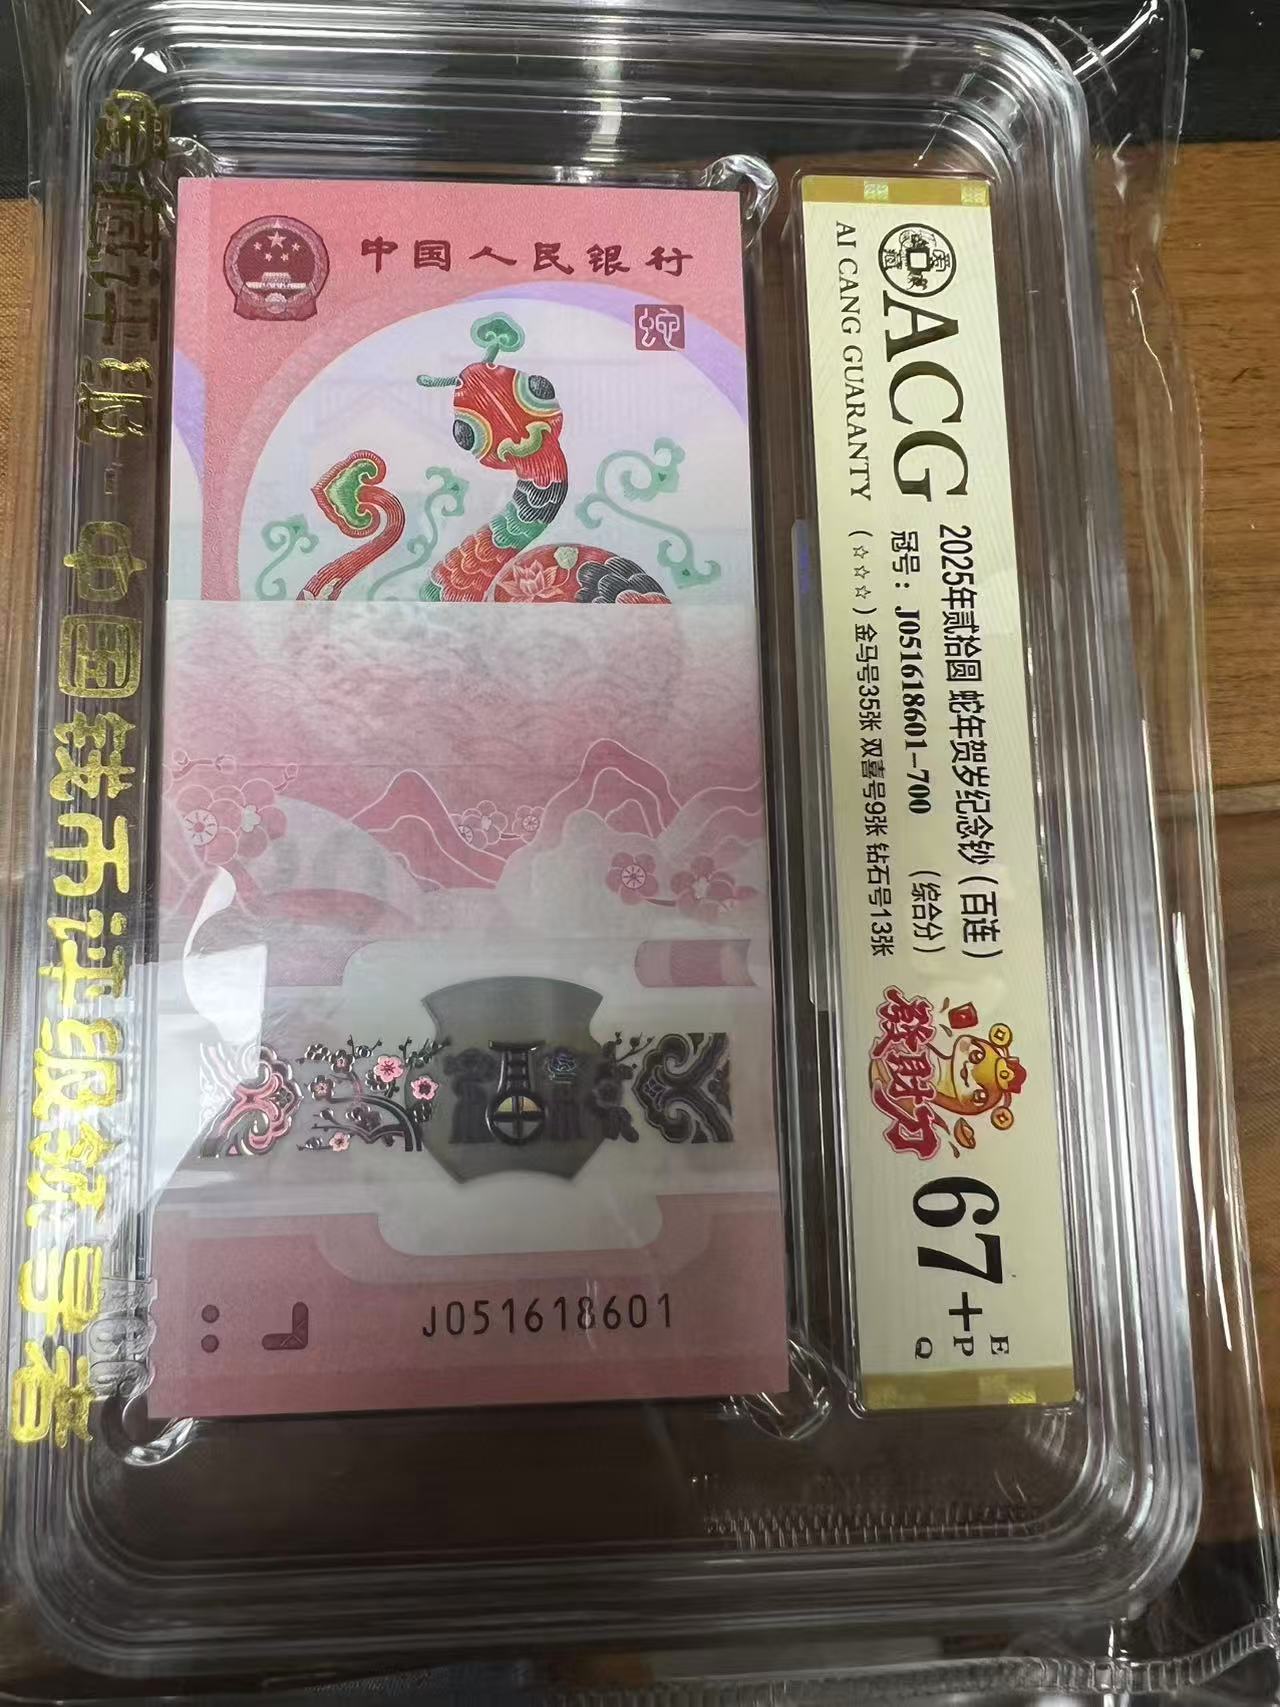 爱藏评级-中国钱币评级领导者
中国人民银行
蛇
J051618601
ACG
AI CANG GUARANTY
2025年贰拾圆 蛇年贺岁纪念钞（百连）
冠号：J051618601-700 （综合分）
（☆☆☆）金马号35张 双喜号9张 钻石号13张
發財了
67+
E
P
Q